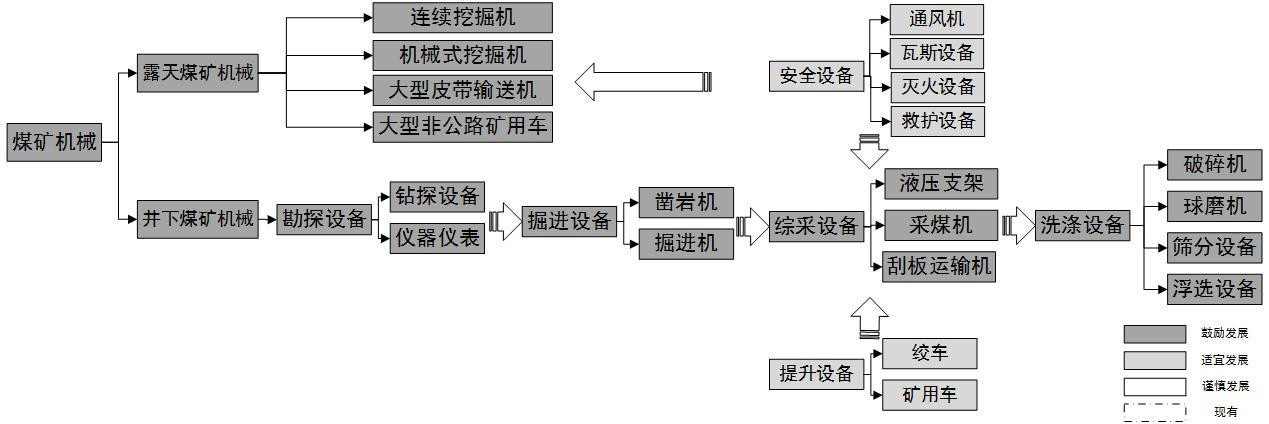 煤矿机械
露天煤矿机械
连续挖掘机
机械式挖掘机
大型皮带输送机
大型非公路矿用车
安全设备
通风机
瓦斯设备
灭火设备
救护设备
井下煤矿机械
勘探设备
钻探设备
仪器仪表
掘进设备
凿岩机
掘进机
综采设备
液压支架
采煤机
刮板运输机
洗涤设备
破碎机
球磨机
筛分设备
浮选设备
提升设备
绞车
矿用车
鼓励发展
适宜发展
谨慎发展
现有